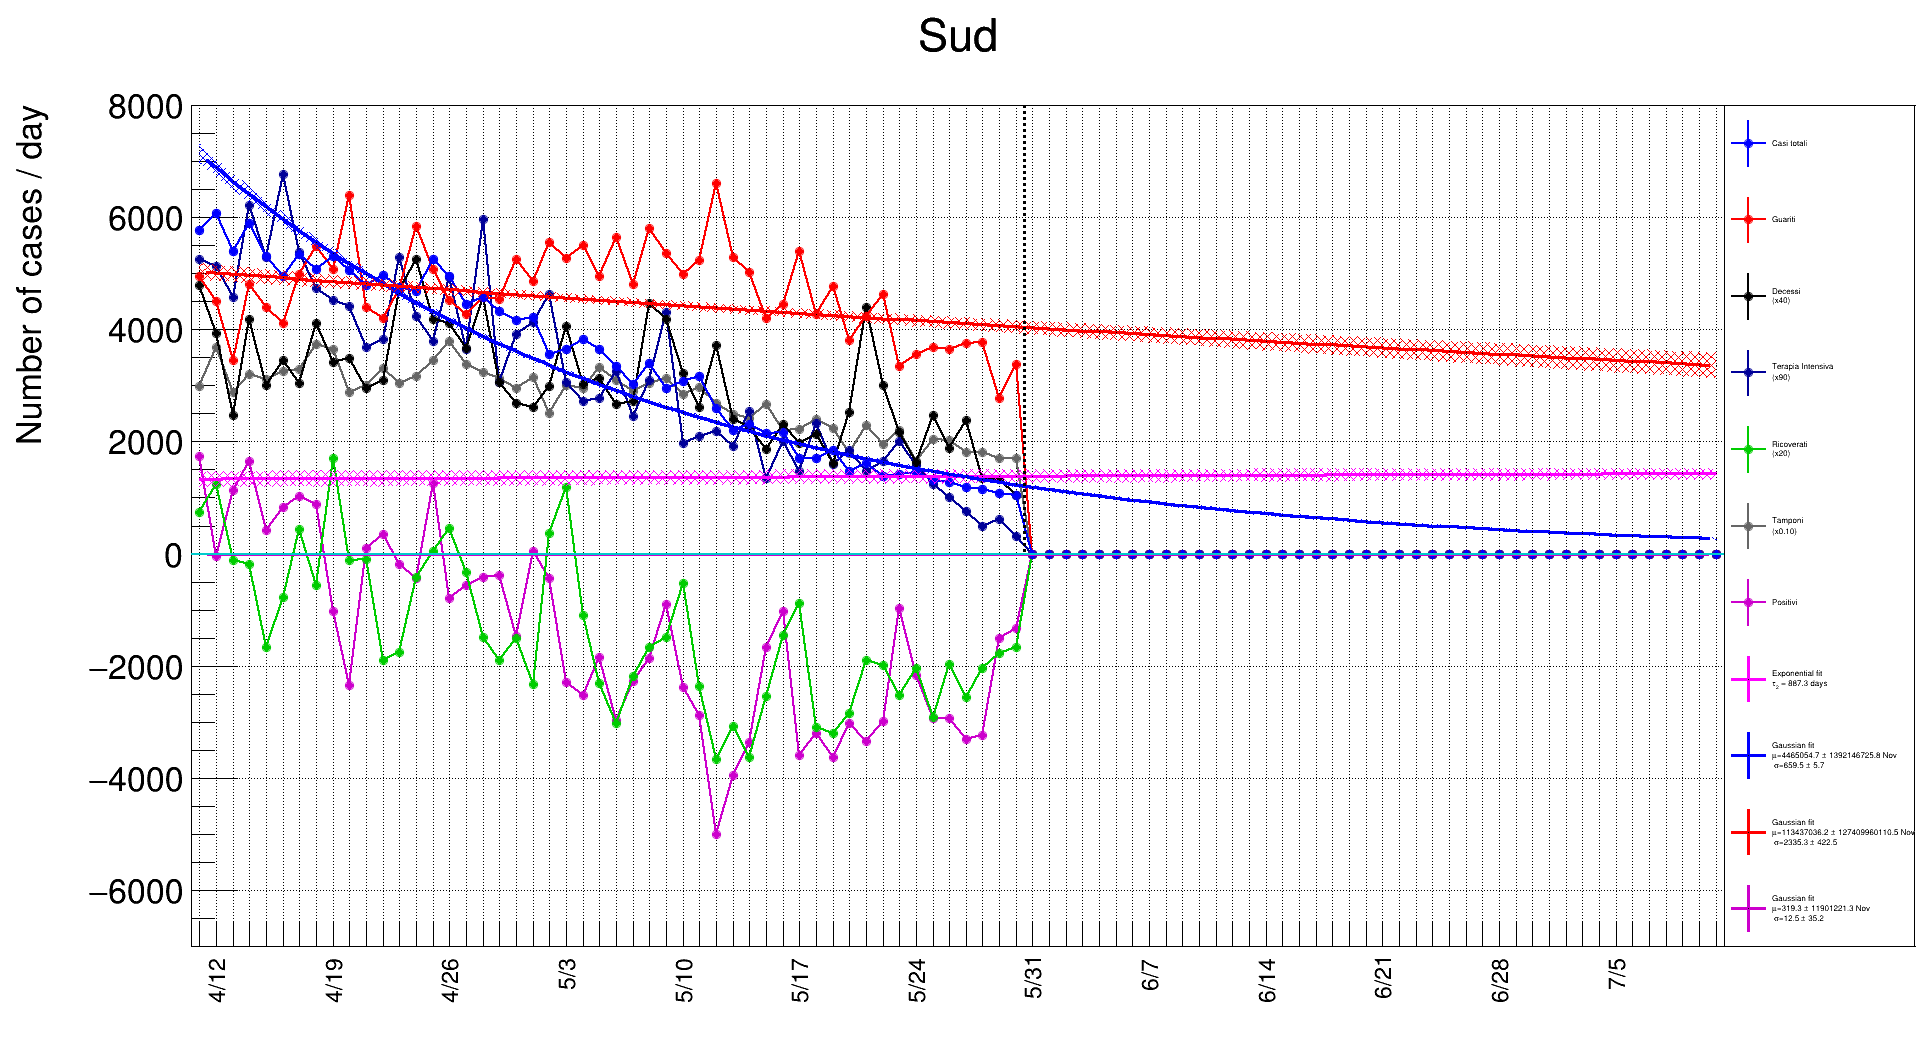 Sud
Number of cases / day
8000
6000
4000
2000
0
−2000
−4000
−6000
4/12
4/19
4/26
5/3
5/10
5/17
5/24
5/31
6/7
6/14
6/21
6/28
7/5
Casi totali
Guariti
Decessi
(x40)
Terapia Intensiva
(x90)
Ricoverati
(x20)
Tamponi
(x0.10)
Positivi
Exponential fit
τ₂ = 887.3 days
Gaussian fit
μ=4465054.7 ± 1392146725.8 Nov
σ=659.5 ± 5.7
Gaussian fit
μ=113437036.2 ± 127409960110.5 Nov
σ=2335.3 ± 422.5
Gaussian fit
μ=319.3 ± 11901221.3 Nov
σ=12.5 ± 35.2